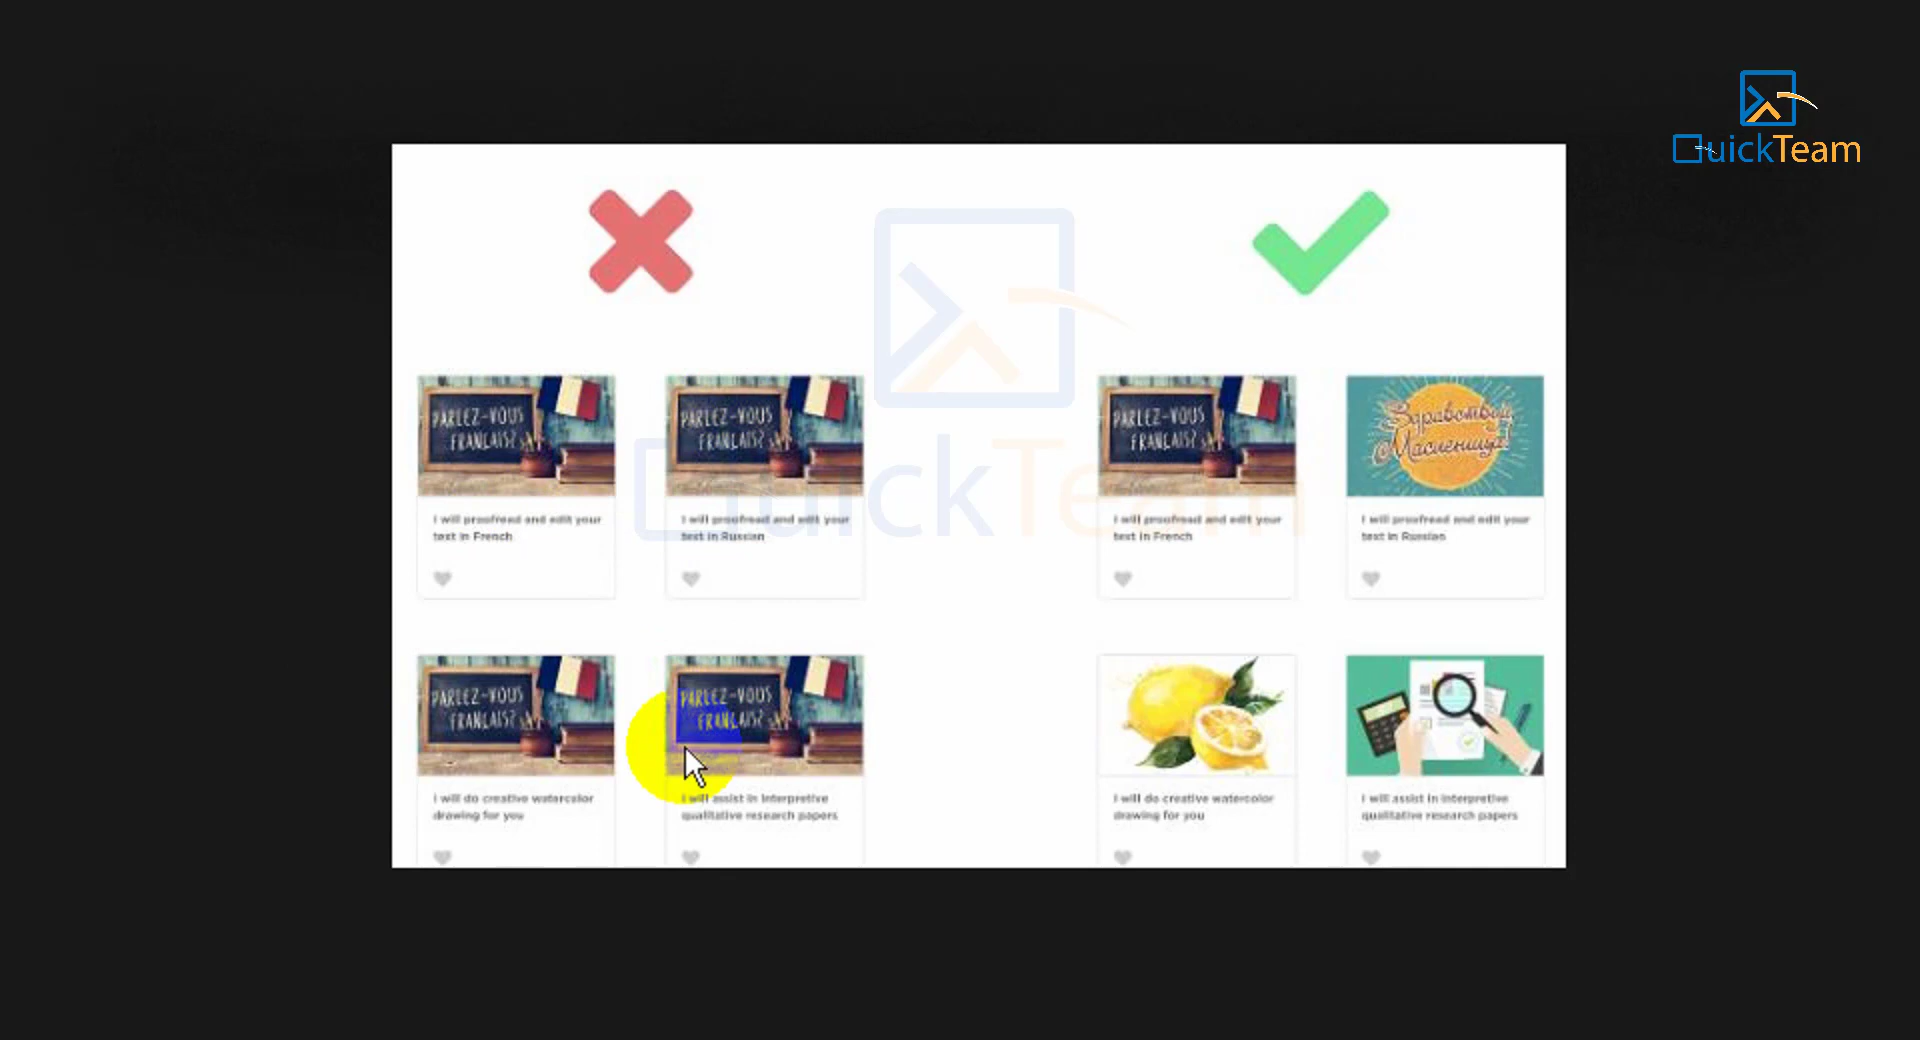 QuickTeam
PARLEZ-VOUS
FRANÇAIS?
PARLEZ-VOUS
FRANÇAIS?
PARLEZ-VOUS
FRANÇAIS?
Здравствуй
Масленица!
I will proofread and edit your
text in French
I will proofread and edit your
text in Russian
QuickTeam
I will proofread and edit your
text in French
I will proofread and edit your
text in Russian
PARLEZ-VOUS
FRANÇAIS?
PARLEZ-VOUS
FRANÇAIS?
I will do creative watercolor
drawing for you
I will assist in interpretive
qualitative research papers
I will do creative watercolor
drawing for you
I will assist in interpretive
qualitative research papers